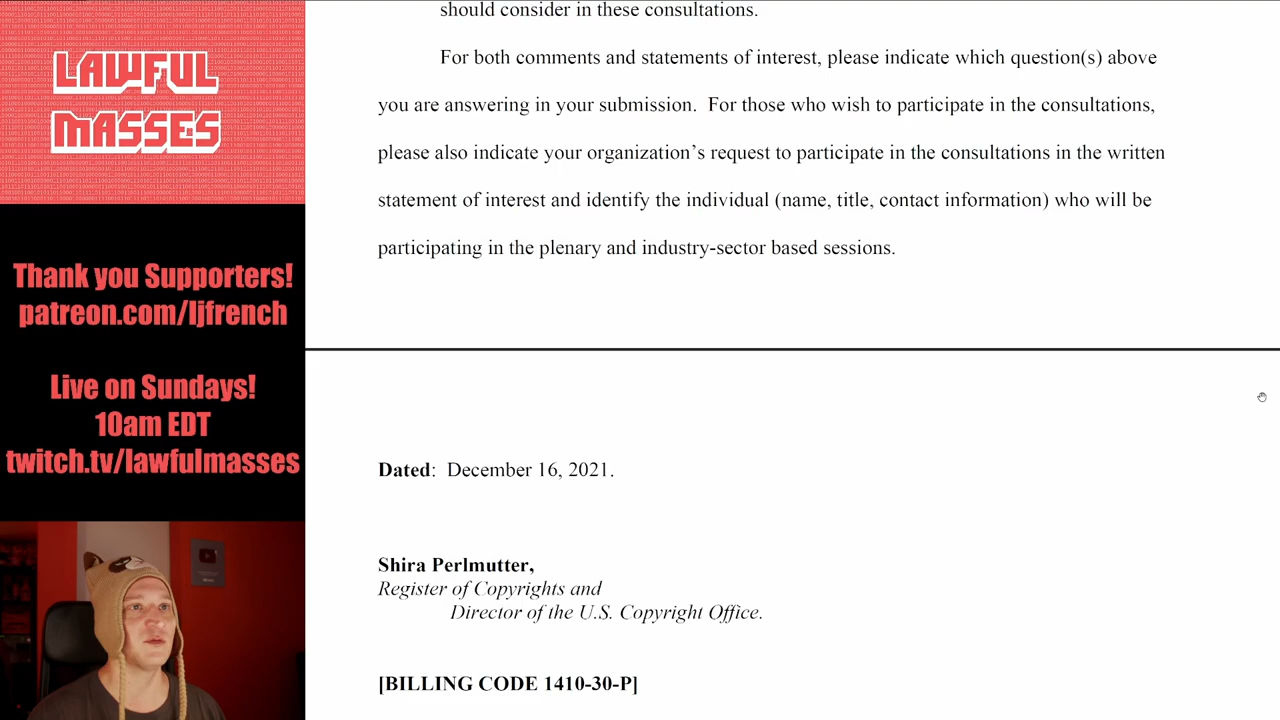 LAWFUL
MASSES
Thank you Supporters!
patreon.com/ljfrench
Live on Sundays!
10am EDT
twitch.tv/lawfulmasses
should consider in these consultations.
For both comments and statements of interest, please indicate which question(s) above
you are answering in your submission.  For those who wish to participate in the consultations,
please also indicate your organization’s request to participate in the consultations in the written
statement of interest and identify the individual (name, title, contact information) who will be
participating in the plenary and industry-sector based sessions.
Dated:  December 16, 2021.
Shira Perlmutter,
Register of Copyrights and
Director of the U.S. Copyright Office.
[BILLING CODE 1410-30-P]